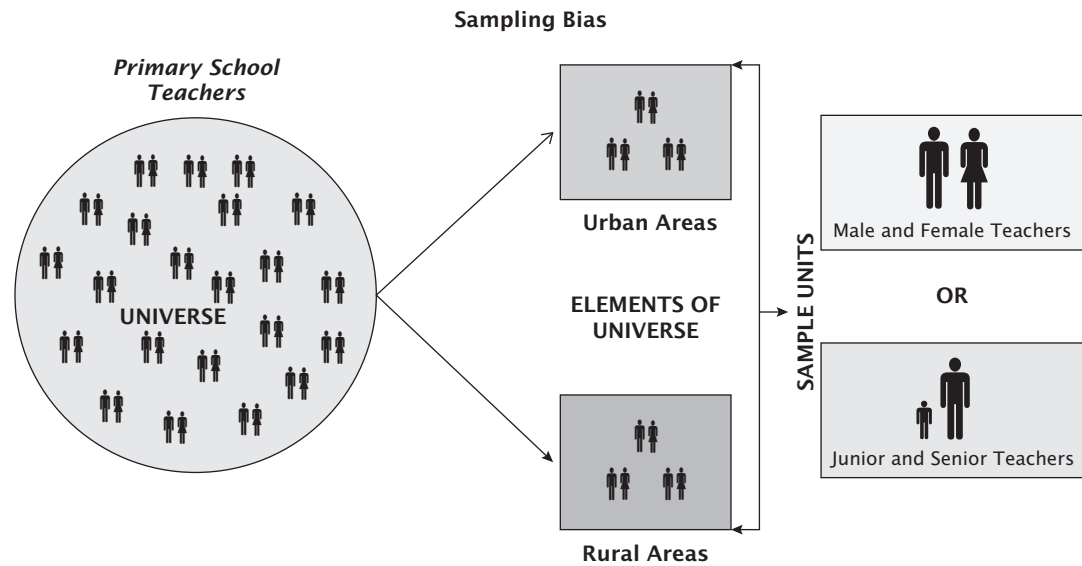 Sampling Bias
Primary School
Teachers
UNIVERSE
Urban Areas
ELEMENTS OF
UNIVERSE
Rural Areas
SAMPLE UNITS
Male and Female Teachers
OR
Junior and Senior Teachers